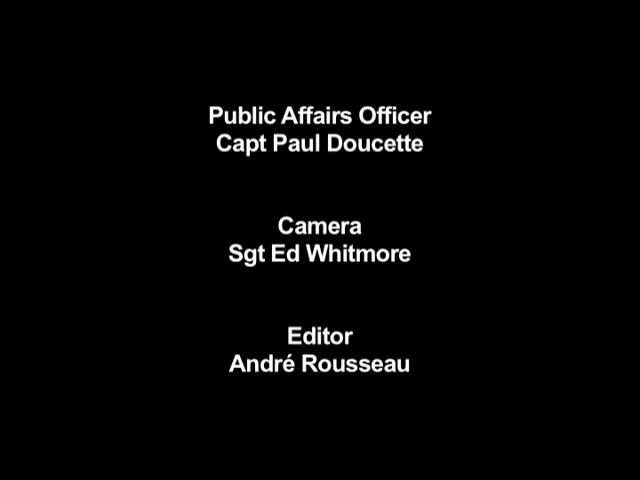 Public Affairs Officer
Capt Paul Doucette
Camera
Sgt Ed Whitmore
Editor
André Rousseau